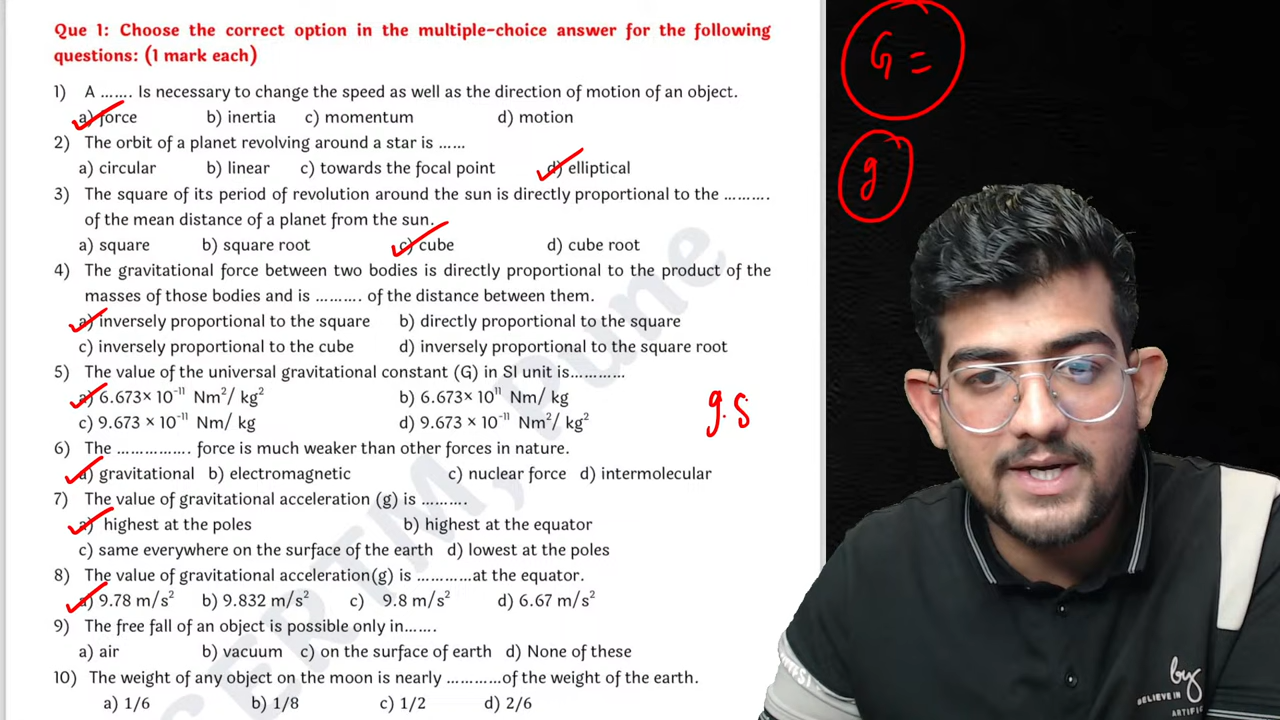 Que 1: Choose the correct option in the multiple-choice answer for the following
questions: (1 mark each)
1) A ....... Is necessary to change the speed as well as the direction of motion of an object.
a) force b) inertia c) momentum d) motion
2) The orbit of a planet revolving around a star is ......
a) circular b) linear c) towards the focal point d) elliptical
3) The square of its period of revolution around the sun is directly proportional to the ..........
of the mean distance of a planet from the sun.
a) square b) square root c) cube d) cube root
4) The gravitational force between two bodies is directly proportional to the product of the
masses of those bodies and is .......... of the distance between them.
a) inversely proportional to the square b) directly proportional to the square
c) inversely proportional to the cube d) inversely proportional to the square root
5) The value of the universal gravitational constant (G) in SI unit is............
a) 6.673× 10⁻¹¹ Nm²/ kg² b) 6.673× 10¹¹ Nm/ kg
c) 9.673 × 10⁻¹¹ Nm/ kg d) 9.673 × 10⁻¹¹ Nm²/ kg²
6) The ................ force is much weaker than other forces in nature.
a) gravitational b) electromagnetic c) nuclear force d) intermolecular
7) The value of gravitational acceleration (g) is ..........
a) highest at the poles b) highest at the equator
c) same everywhere on the surface of the earth d) lowest at the poles
8) The value of gravitational acceleration(g) is ............at the equator.
a) 9.78 m/s² b) 9.832 m/s² c) 9.8 m/s² d) 6.67 m/s²
9) The free fall of an object is possible only in.......
a) air b) vacuum c) on the surface of earth d) None of these
10) The weight of any object on the moon is nearly ............of the weight of the earth.
a) 1/6 b) 1/8 c) 1/2 d) 2/6
G =
g
9.8
by
BELIEVE IN